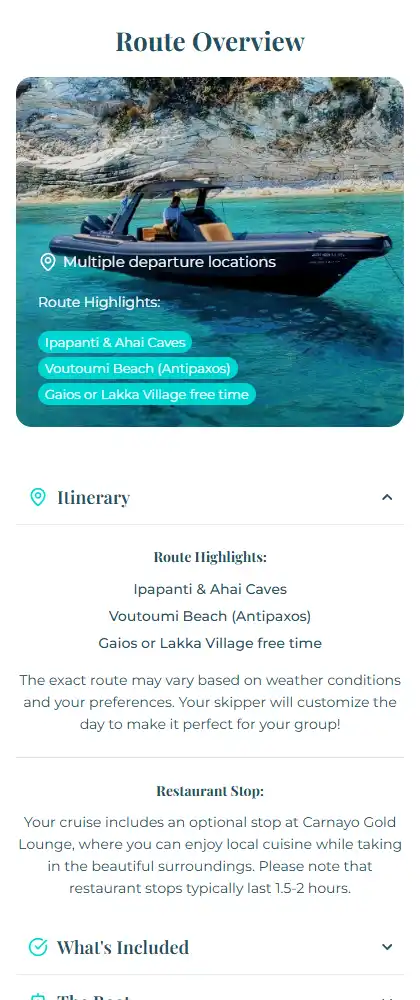 Route Overview
Multiple departure locations
Route Highlights:
Ipapanti & Ahai Caves
Voutoumi Beach (Antipaxos)
Gaios or Lakka Village free time
Itinerary
Route Highlights:
Ipapanti & Ahai Caves
Voutoumi Beach (Antipaxos)
Gaios or Lakka Village free time
The exact route may vary based on weather conditions
and your preferences. Your skipper will customize the
day to make it perfect for your group!
Restaurant Stop:
Your cruise includes an optional stop at Carnayo Gold
Lounge, where you can enjoy local cuisine while taking
in the beautiful surroundings. Please note that
restaurant stops typically last 1.5-2 hours.
What's Included
The Boat